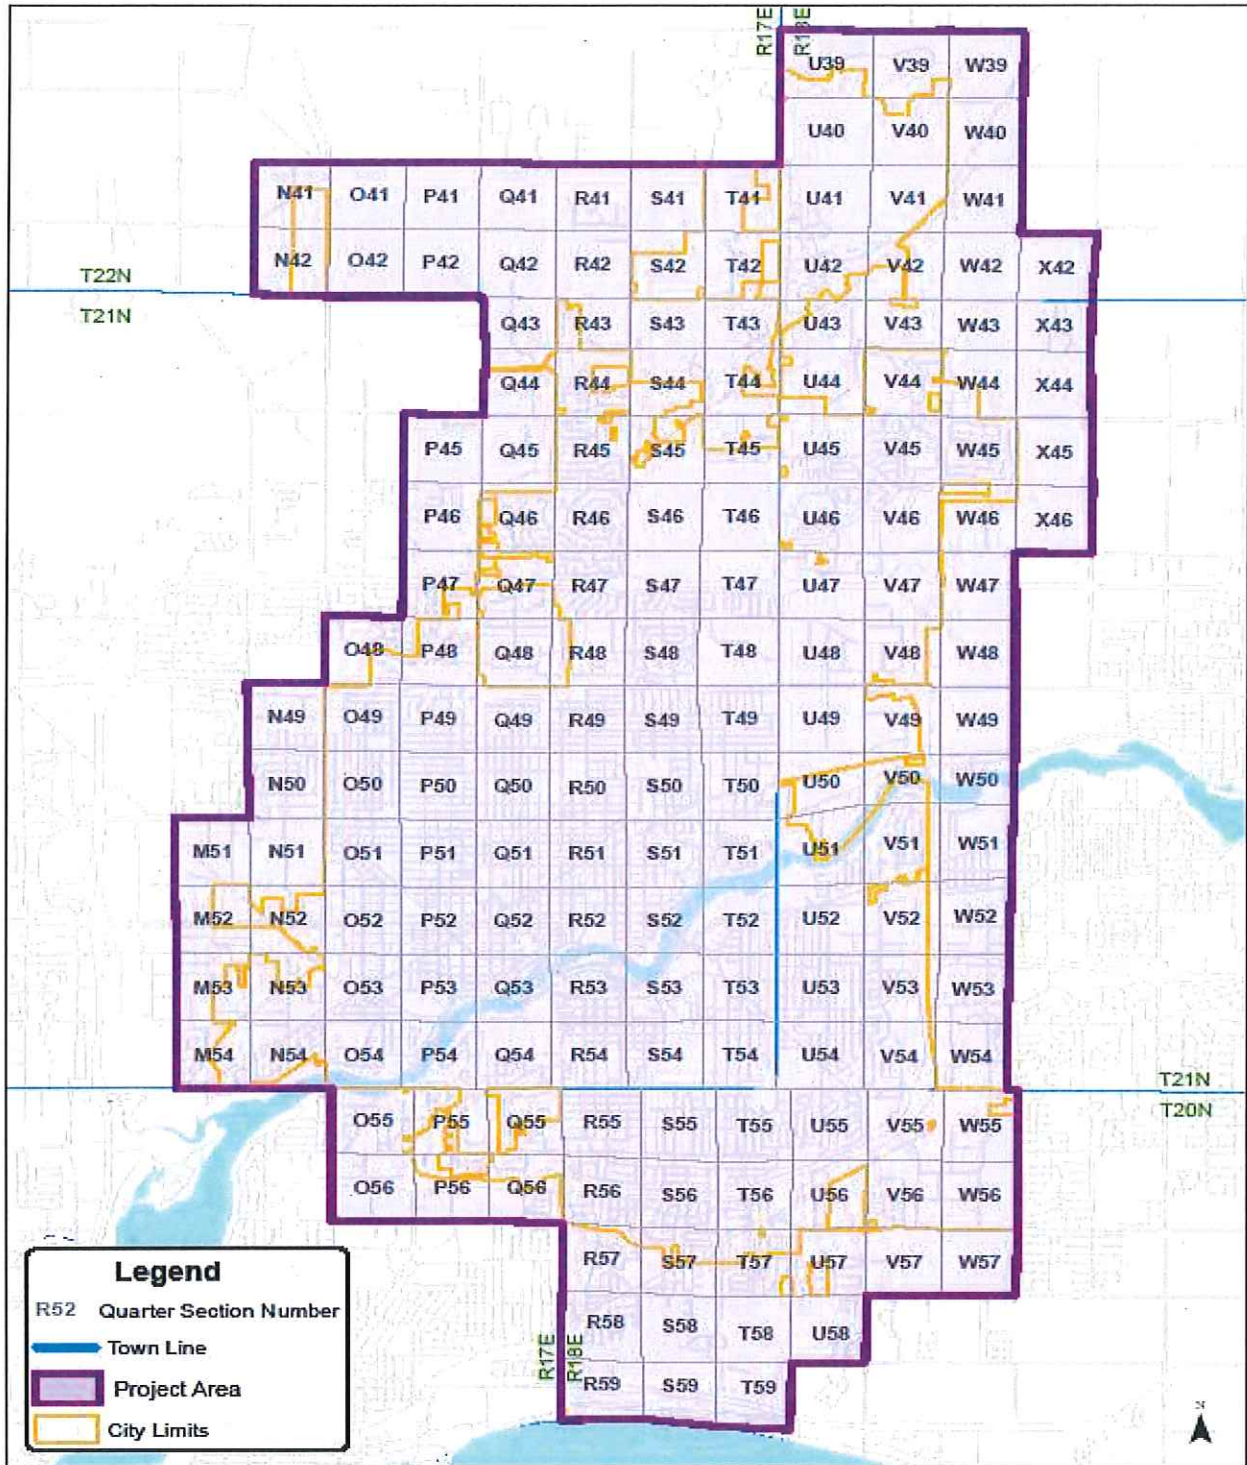 R17E
R18E
U39 V39 W39
U40 V40 W40
N41 O41 P41 Q41 R41 S41 T41 U41 V41 W41
N42 O42 P42 Q42 R42 S42 T42 U42 V42 W42 X42
T22N
T21N
Q43 R43 S43 T43 U43 V43 W43 X43
Q44 R44 S44 T44 U44 V44 W44 X44
P45 Q45 R45 S45 T45 U45 V45 W45 X45
P46 Q46 R46 S46 T46 U46 V46 W46 X46
P47 Q47 R47 S47 T47 U47 V47 W47
O48 P48 Q48 R48 S48 T48 U48 V48 W48
N49 O49 P49 Q49 R49 S49 T49 U49 V49 W49
N50 O50 P50 Q50 R50 S50 T50 U50 V50 W50
M51 N51 O51 P51 Q51 R51 S51 T51 U51 V51 W51
M52 N52 O52 P52 Q52 R52 S52 T52 U52 V52 W52
M53 N53 O53 P53 Q53 R53 S53 T53 U53 V53 W53
M54 N54 O54 P54 Q54 R54 S54 T54 U54 V54 W54
T21N
T20N
O55 P55 Q55 R55 S55 T55 U55 V55 W55
O56 P56 Q56 R56 S56 T56 U56 V56 W56
R57 S57 T57 U57 V57 W57
R58 S58 T58 U58
R17E
R18E
R59 S59 T59
Legend
R52 Quarter Section Number
Town Line
Project Area
City Limits
N